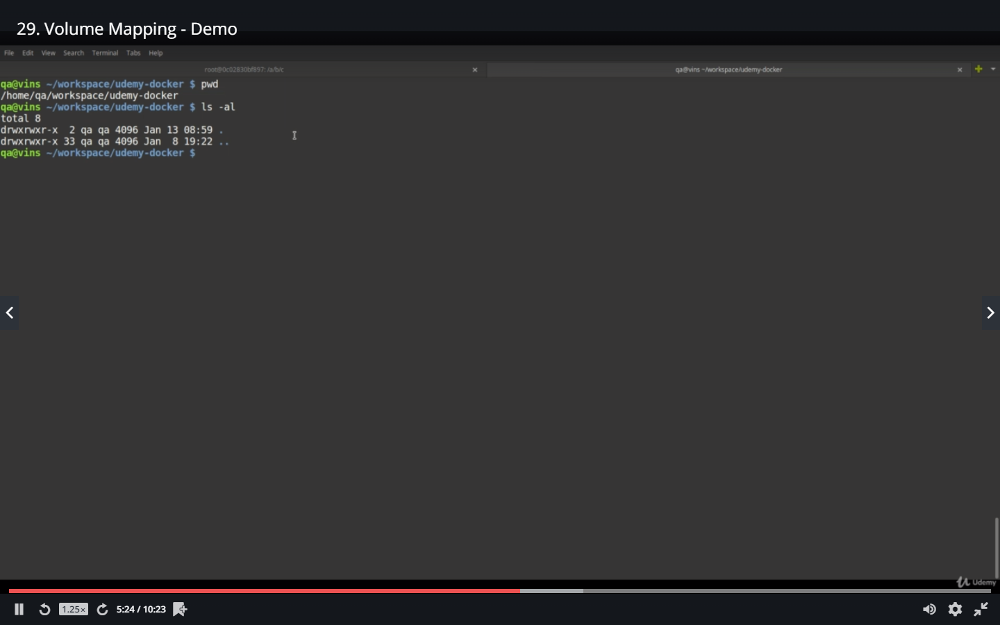 29. Volume Mapping - Demo
File Edit View Search Terminal Tabs Help
root@0c02830bf897: /a/b/c
qa@vins ~/workspace/udemy-docker
qa@vins ~/workspace/udemy-docker $ pwd
/home/qa/workspace/udemy-docker
qa@vins ~/workspace/udemy-docker $ ls -al
total 8
drwxrwxr-x  2 qa qa 4096 Jan 13 08:59 .
drwxrwxr-x 33 qa qa 4096 Jan  8 19:22 ..
qa@vins ~/workspace/udemy-docker $
Udemy
1.25×
5:24 / 10:23